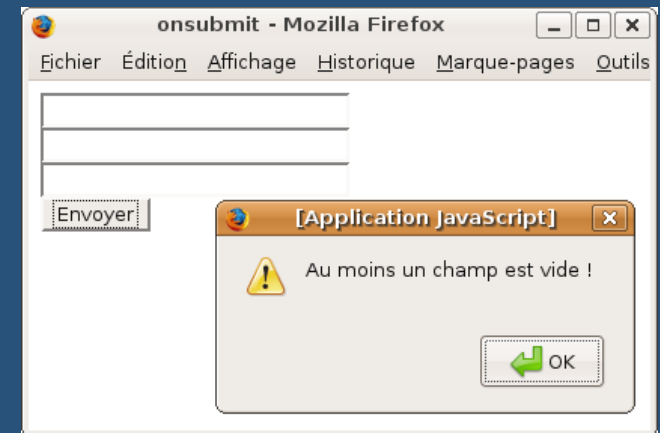 onsubmit - Mozilla Firefox
Fichier Édition Affichage Historique Marque-pages Outils
Envoyer
[Application JavaScript]
Au moins un champ est vide !
OK